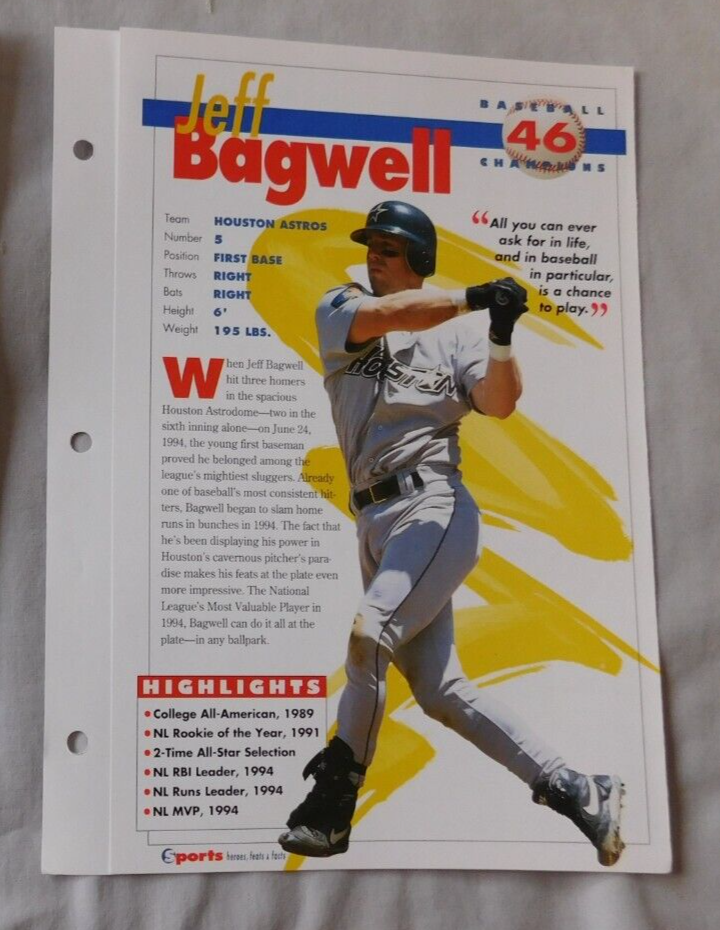 Jeff
Bagwell
BASEBALL
46
CHAMPIONS
Team HOUSTON ASTROS
Number 5
Position FIRST BASE
Throws RIGHT
Bats RIGHT
Height 6'
Weight 195 LBS.
“All you can ever
ask for in life,
and in baseball
in particular,
is a chance
to play.”
When Jeff Bagwell
hit three homers
in the spacious
Houston Astrodome—two in the
sixth inning alone—on June 24,
1994, the young first baseman
proved he belonged among the
league's mightiest sluggers. Already
one of baseball's most consistent hit-
ters, Bagwell began to slam home
runs in bunches in 1994. The fact that
he's been displaying his power in
Houston's cavernous pitcher's para-
dise makes his feats at the plate even
more impressive. The National
League's Most Valuable Player in
1994, Bagwell can do it all at the
plate—in any ballpark.
HOUSTON
HIGHLIGHTS
• College All-American, 1989
• NL Rookie of the Year, 1991
• 2-Time All-Star Selection
• NL RBI Leader, 1994
• NL Runs Leader, 1994
• NL MVP, 1994
Sports heroes, feats & facts